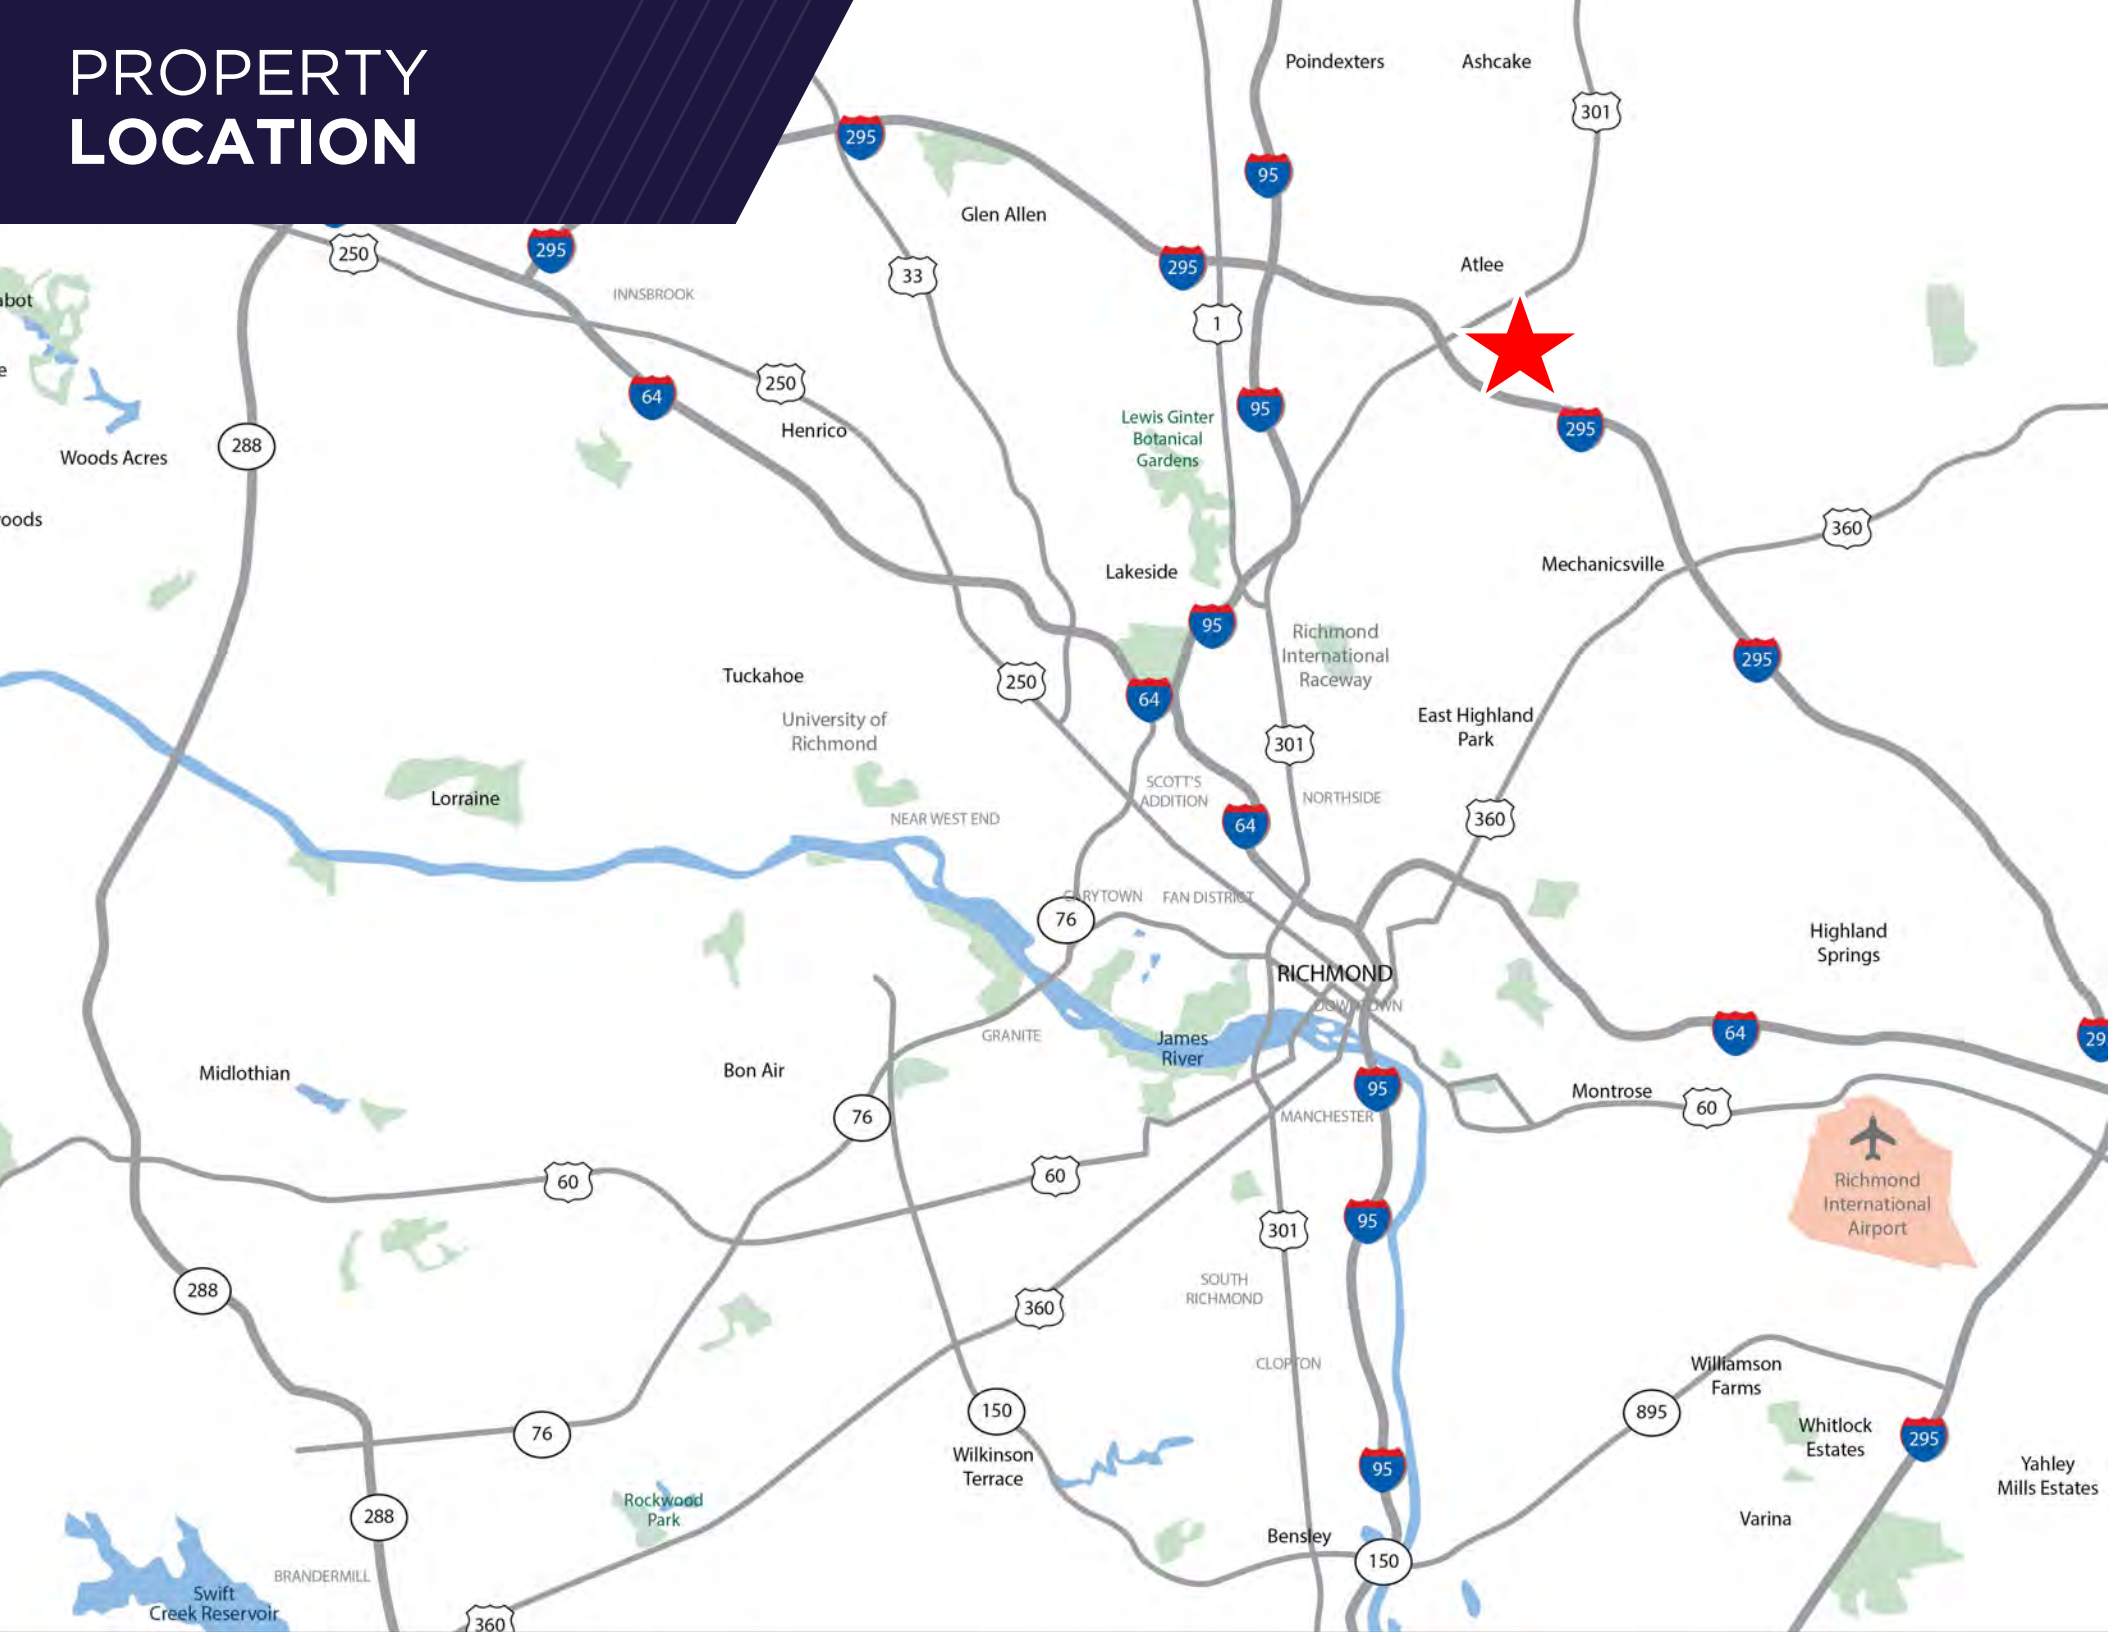 PROPERTY
LOCATION
Poindexters
Ashcake
301
295
95
Glen Allen
Atlee
250
295
33
295
INNSBROOK
abot
1
e
250
64
95
Henrico
Lewis Ginter
Botanical
Gardens
295
288
Woods Acres
oods
360
Mechanicsville
Lakeside
95
Richmond
International
Raceway
295
Tuckahoe
250
64
University of
Richmond
East Highland
Park
301
SCOTT'S
ADDITION
NORTHSIDE
Lorraine
NEAR WEST END
64
360
CARYTOWN
FAN DISTRICT
76
Highland
Springs
RICHMOND
DOWNTOWN
GRANITE
James
River
64
29
Midlothian
Bon Air
95
Montrose
60
76
MANCHESTER
60
60
Richmond
International
Airport
95
301
288
SOUTH
RICHMOND
360
CLOPTON
Williamson
Farms
150
895
76
Whitlock
Estates
295
Wilkinson
Terrace
95
Yahley
Mills Estates
Rockwood
Park
288
Varina
Bensley
150
BRANDERMILL
Swift
Creek Reservoir
360